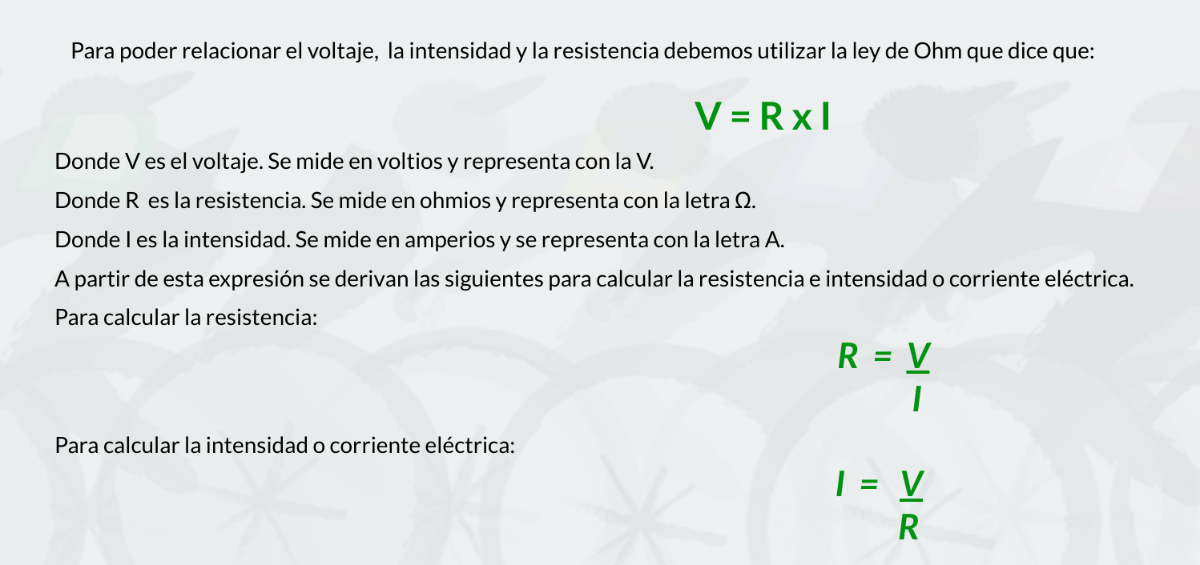 Para poder relacionar el voltaje, la intensidad y la resistencia debemos utilizar la ley de Ohm que dice que:
V = R x I
Donde V es el voltaje. Se mide en voltios y representa con la V.
Donde R es la resistencia. Se mide en ohmios y representa con la letra Ω.
Donde I es la intensidad. Se mide en amperios y se representa con la letra A.
A partir de esta expresión se derivan las siguientes para calcular la resistencia e intensidad o corriente eléctrica.
Para calcular la resistencia:
R = V
I
Para calcular la intensidad o corriente eléctrica:
I = V
R